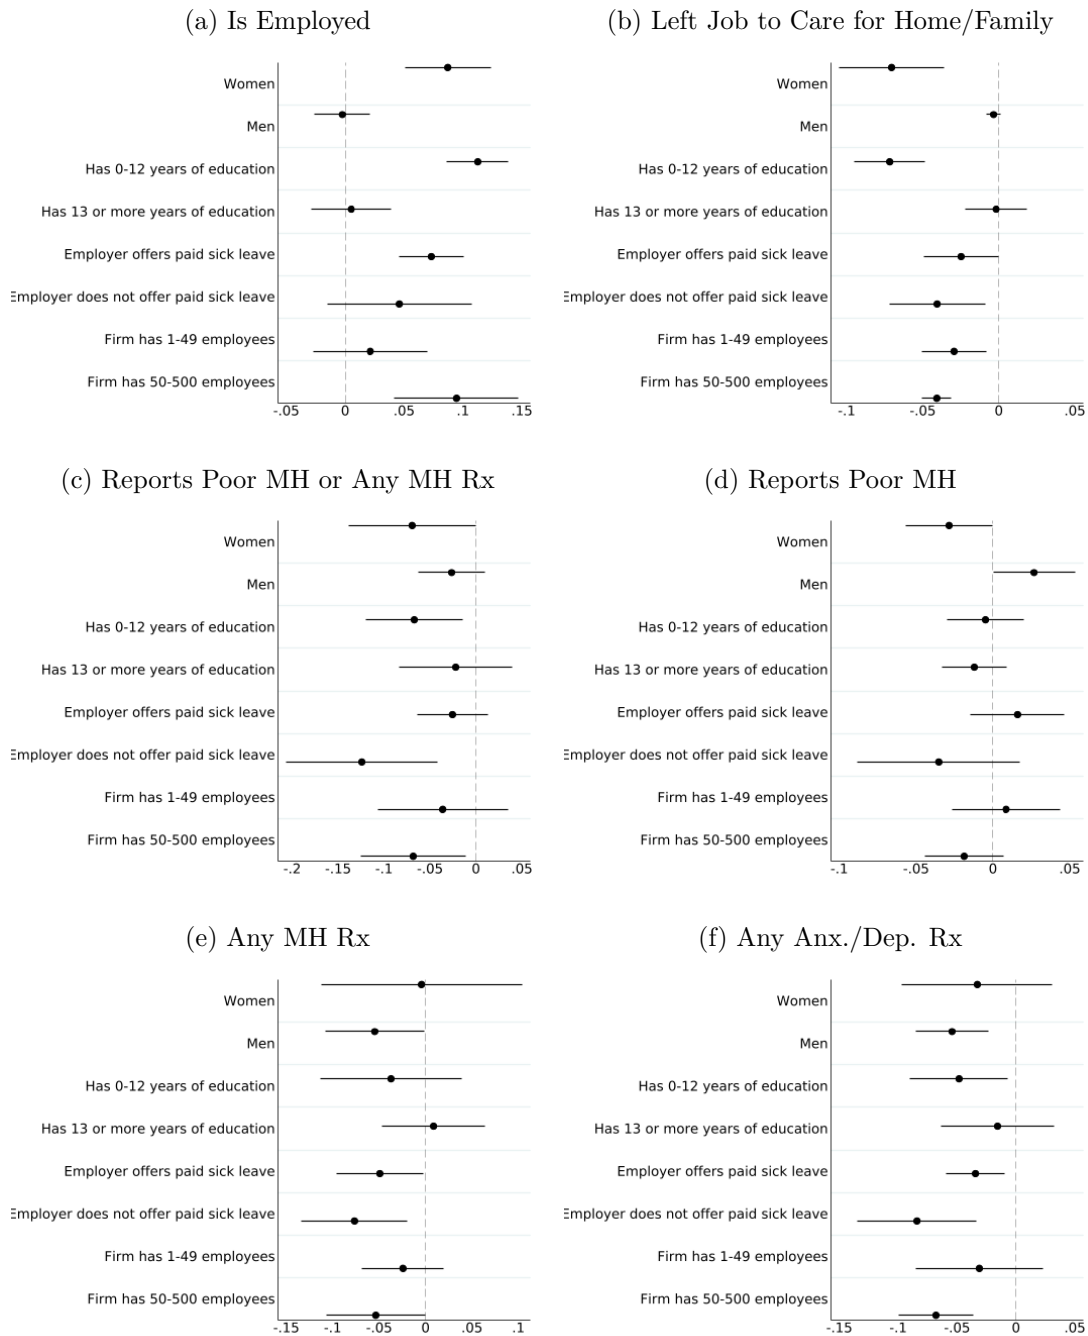 (a) Is Employed
Women
Men
Has 0-12 years of education
Has 13 or more years of education
Employer offers paid sick leave
Employer does not offer paid sick leave
Firm has 1-49 employees
Firm has 50-500 employees
-.05 0 .05 .1 .15
(b) Left Job to Care for Home/Family
Women
Men
Has 0-12 years of education
Has 13 or more years of education
Employer offers paid sick leave
Employer does not offer paid sick leave
Firm has 1-49 employees
Firm has 50-500 employees
-.1 -.05 0 .05
(c) Reports Poor MH or Any MH Rx
Women
Men
Has 0-12 years of education
Has 13 or more years of education
Employer offers paid sick leave
Employer does not offer paid sick leave
Firm has 1-49 employees
Firm has 50-500 employees
-.2 -.15 -.1 -.05 0 .05
(d) Reports Poor MH
Women
Men
Has 0-12 years of education
Has 13 or more years of education
Employer offers paid sick leave
Employer does not offer paid sick leave
Firm has 1-49 employees
Firm has 50-500 employees
-.1 -.05 0 .05
(e) Any MH Rx
Women
Men
Has 0-12 years of education
Has 13 or more years of education
Employer offers paid sick leave
Employer does not offer paid sick leave
Firm has 1-49 employees
Firm has 50-500 employees
-.15 -.1 -.05 0 .05 .1
(f) Any Anx./Dep. Rx
Women
Men
Has 0-12 years of education
Has 13 or more years of education
Employer offers paid sick leave
Employer does not offer paid sick leave
Firm has 1-49 employees
Firm has 50-500 employees
-.15 -.1 -.05 0 .05